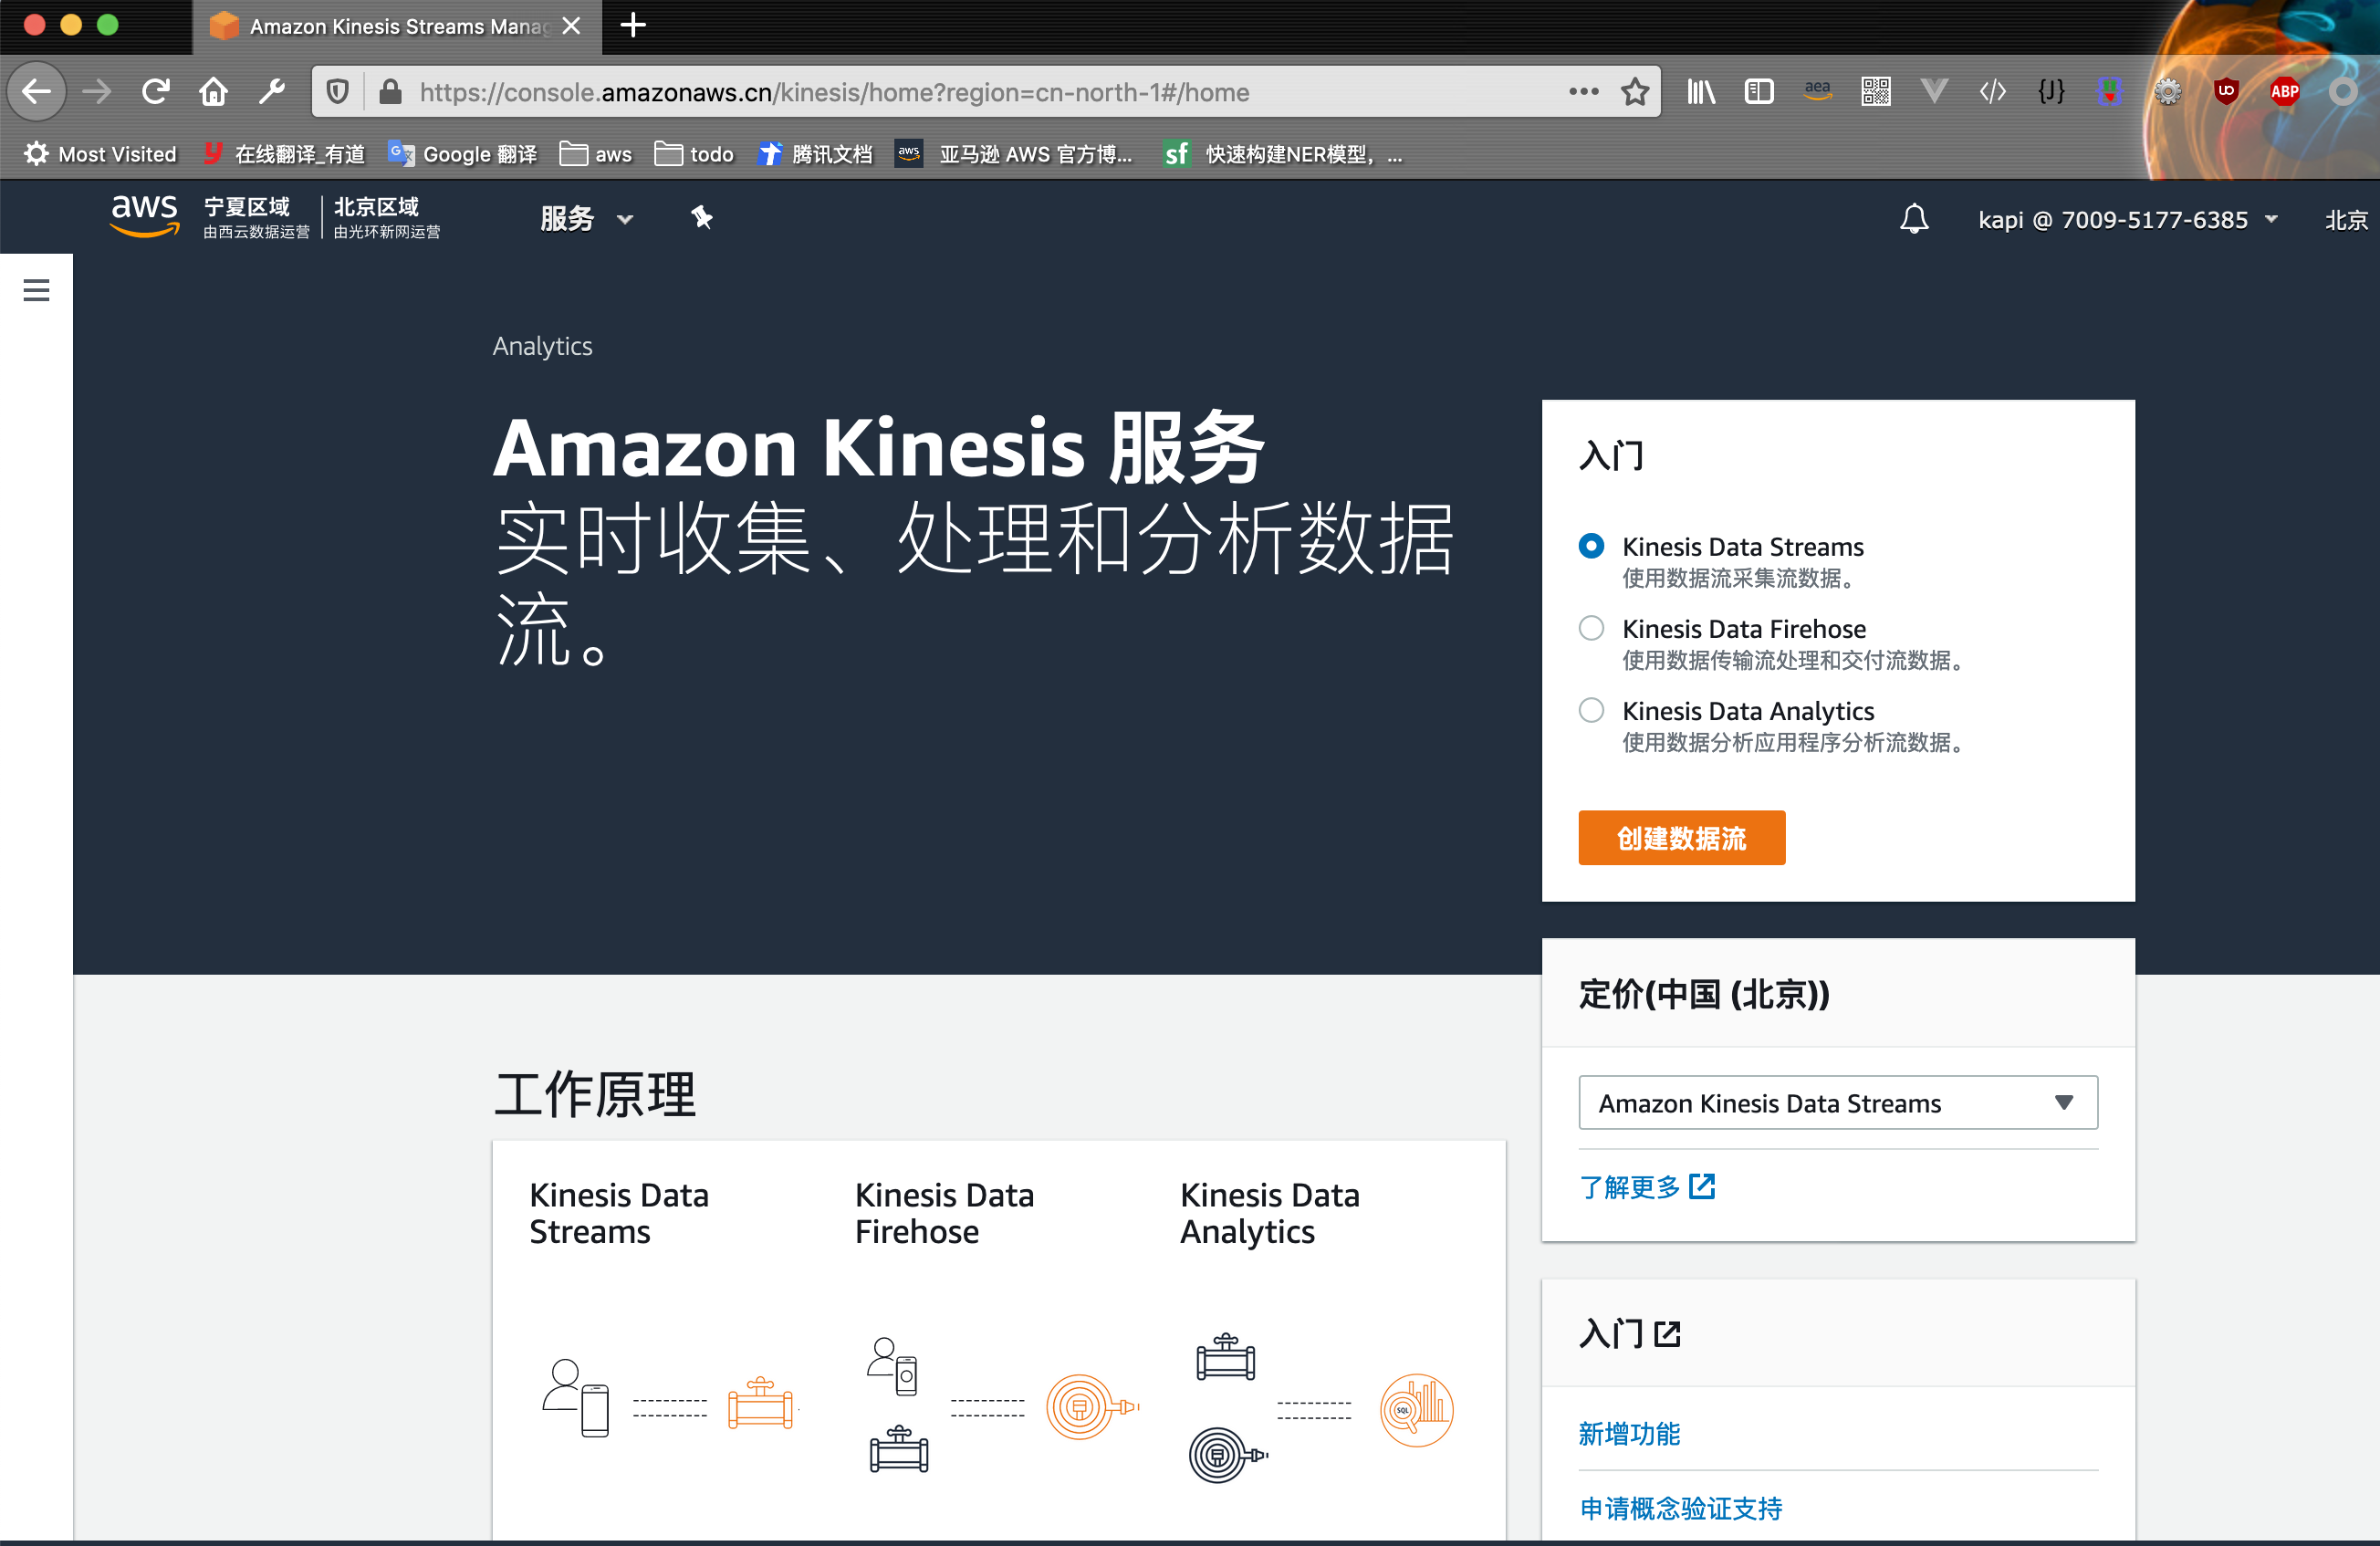 Amazon Kinesis Streams Manag
https://console.amazonaws.cn/kinesis/home?region=cn-north-1#/home
aea
{J}
UO
ABP
Most Visited
y 在线翻译_有道
G Google 翻译
aws
todo
腾讯文档
aws 亚马逊 AWS 官方博...
sf 快速构建NER模型，...
aws
宁夏区域
由西云数据运营
北京区域
由光环新网运营
服务
kapi @ 7009-5177-6385
北京
Analytics
Amazon Kinesis 服务
实时收集、处理和分析数据
流。
入门
Kinesis Data Streams
使用数据流采集流数据。
Kinesis Data Firehose
使用数据传输流处理和交付流数据。
Kinesis Data Analytics
使用数据分析应用程序分析流数据。
创建数据流
定价(中国 (北京))
Amazon Kinesis Data Streams
了解更多
工作原理
Kinesis Data
Streams
Kinesis Data
Firehose
Kinesis Data
Analytics
SQL
入门
新增功能
申请概念验证支持